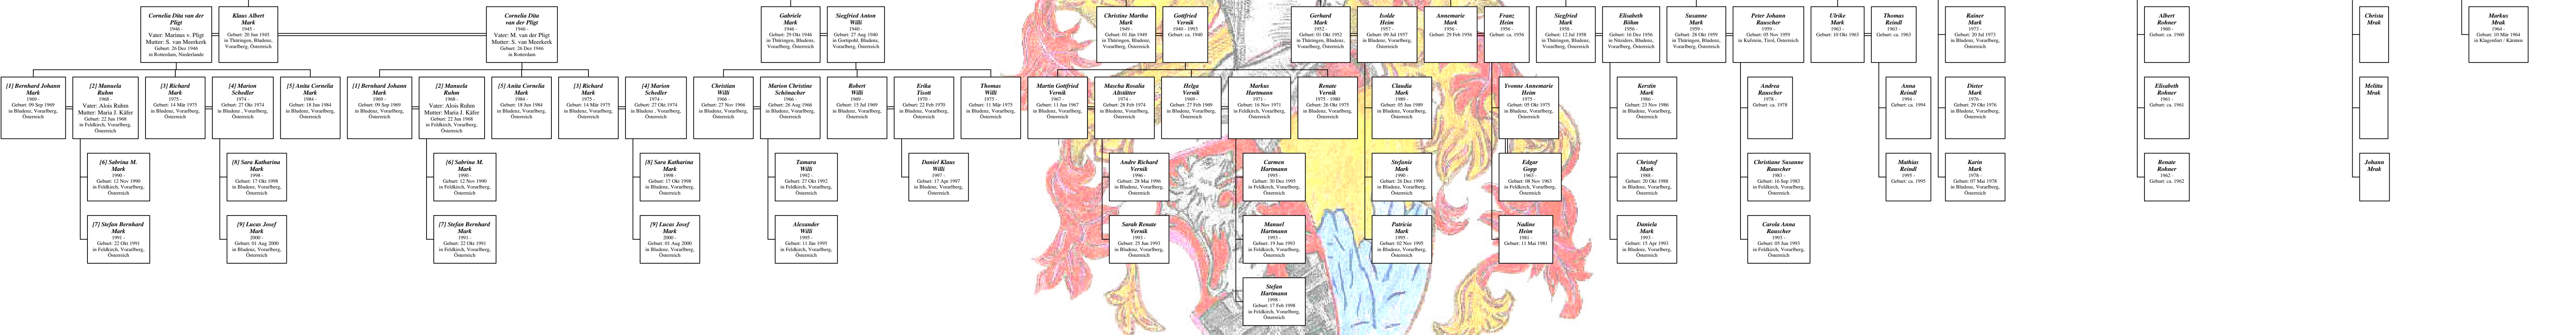 Cornelia Dita van der
Pligt
1946 -
Vater: Marinus v. Pligt
Mutter: S. van Meerkerk
Geburt: 26 Dez 1946
in Rotterdam, Niederlande
Klaus Albert
Mark
1945 -
Geburt: 20 Jun 1945
in Thüringen, Bludenz,
Vorarlberg, Österreich
Cornelia Dita
van der Pligt
1946 -
Vater: M. van der Pligt
Mutter: S. van Meerkerk
Geburt: 26 Dez 1946
in Rotterdam
Gabriele
Mark
1946 -
Geburt: 29 Okt 1946
in Thüringen, Bludenz,
Vorarlberg, Österreich
Siegfried Anton
Willi
1940 -
Geburt: 27 Aug 1940
in Gortipohl, Bludenz,
Vorarlberg, Österreich
Christine Martha
Mark
1949 -
Geburt: 01 Jän 1949
in Thüringen, Bludenz,
Vorarlberg, Österreich
Gottfried
Vernik
1940 - 1993
Geburt: ca. 1940
Gerhard
Mark
1952 -
Geburt: 01 Okt 1952
in Thüringen, Bludenz,
Vorarlberg, Österreich
Isolde
Heim
1957 -
Geburt: 09 Jul 1957
in Bludenz, Vorarlberg,
Österreich
Annemarie
Mark
1956 -
Geburt: 29 Feb 1956
Franz
Heim
1956 -
Geburt: ca. 1956
Siegfried
Mark
1958 -
Geburt: 12 Jul 1958
in Thüringen, Bludenz,
Vorarlberg, Österreich
Elisabeth
Böhm
1956 -
Geburt: 16 Dez 1956
in Nüziders, Bludenz,
Vorarlberg, Österreich
Susanne
Mark
1959 -
Geburt: 28 Okt 1959
in Thüringen, Bludenz,
Vorarlberg, Österreich
Peter Johann
Rauscher
1959 -
Geburt: 05 Nov 1959
in Kufstein, Tirol, Österreich
Ulrike
Mark
1963 -
Geburt: 10 Okt 1963
Thomas
Reindl
1963 -
Geburt: ca. 1963
Rainer
Mark
1973 -
Geburt: 20 Jul 1973
in Bludenz, Vorarlberg,
Österreich
Albert
Rohner
1960 -
Geburt: ca. 1960
Christa
Mrak
Markus
Mrak
1964 -
Geburt: 10 Mär 1964
in Klagenfurt / Kärnten
[1] Bernhard Johann
Mark
1969 -
Geburt: 09 Sep 1969
in Bludenz, Vorarlberg,
Österreich
[2] Manuela
Ruhm
1968 -
Vater: Alois Ruhm
Mutter: Maria J. Käfer
Geburt: 22 Jun 1968
in Feldkirch, Vorarlberg,
Österreich
[3] Richard
Mark
1975 -
Geburt: 14 Mär 1975
in Bludenz, Vorarlberg,
Österreich
[4] Marion
Schedler
1974 -
Geburt: 27 Okt 1974
in Bludenz , Vorarlberg,
Österreich
[5] Anita Cornelia
Mark
1984 -
Geburt: 18 Jun 1984
in Bludenz, Vorarlberg,
Österreich
[1] Bernhard Johann
Mark
1969 -
Geburt: 09 Sep 1969
in Bludenz, Vorarlberg,
Österreich
[2] Manuela
Ruhm
1968 -
Vater: Alois Ruhm
Mutter: Maria J. Käfer
Geburt: 22 Jun 1968
in Feldkirch, Vorarlberg,
Österreich
[5] Anita Cornelia
Mark
1984 -
Geburt: 18 Jun 1984
in Bludenz, Vorarlberg,
Österreich
[3] Richard
Mark
1975 -
Geburt: 14 Mär 1975
in Bludenz, Vorarlberg,
Österreich
[4] Marion
Schedler
1974 -
Geburt: 27 Okt 1974
in Bludenz , Vorarlberg,
Österreich
Christian
Willi
1966 -
Geburt: 27 Nov 1966
in Bludenz, Vorarlberg,
Österreich
Marion Christine
Schönacher
1966 -
Geburt: 26 Aug 1966
in Bludenz, Vorarlberg,
Österreich
Robert
Willi
1969 -
Geburt: 15 Jul 1969
in Bludenz, Vorarlberg,
Österreich
Erika
Tisott
1970 -
Geburt: 22 Feb 1970
in Bludenz, Vorarlberg,
Österreich
Thomas
Willi
1975 -
Geburt: 11 Mär 1975
in Bludenz, Vorarlberg,
Österreich
Martin Gottfried
Vernik
1967 -
Geburt: 11 Jan 1967
in Bludenz, Vorarlberg,
Österreich
Mascha Rosalia
Altstätter
1974 -
Geburt: 28 Feb 1974
in Bludenz, Vorarlberg,
Österreich
Helga
Vernik
1969 -
Geburt: 27 Feb 1969
in Bludenz, Vorarlberg,
Österreich
Markus
Hartmann
1971 -
Geburt: 16 Nov 1971
in Bludenz, Vorarlberg,
Österreich
Renate
Vernik
1975 - 1980
Geburt: 26 Okt 1975
in Bludenz, Vorarlberg,
Österreich
Claudia
Mark
1989 -
Geburt: 05 Jun 1989
in Bludenz, Vorarlberg,
Österreich
Yvonne Annemarie
Heim
1975 -
Geburt: 05 Okt 1975
in Bludenz, Vorarlberg,
Österreich
Kerstin
Mark
1986 -
Geburt: 23 Nov 1986
in Bludenz, Vorarlberg,
Österreich
Andrea
Rauscher
1978 -
Geburt: ca. 1978
Anna
Reindl
1994 -
Geburt: ca. 1994
Dieter
Mark
1976 -
Geburt: 29 Okt 1976
in Bludenz, Vorarlberg,
Österreich
Elisabeth
Rohner
1961 -
Geburt: ca. 1961
Melitta
Mrak
[6] Sabrina M.
Mark
1990 -
Geburt: 12 Nov 1990
in Feldkirch, Vorarlberg,
Österreich
[8] Sara Katharina
Mark
1998 -
Geburt: 17 Okt 1998
in Bludenz, Vorarlberg,
Österreich
[6] Sabrina M.
Mark
1990 -
Geburt: 12 Nov 1990
in Feldkirch, Vorarlberg,
Österreich
[8] Sara Katharina
Mark
1998 -
Geburt: 17 Okt 1998
in Bludenz, Vorarlberg,
Österreich
Tamara
Willi
1992 -
Geburt: 27 Okt 1992
in Feldkirch, Vorarlberg,
Österreich
Daniel Klaus
Willi
1997 -
Geburt: 17 Apr 1997
in Bludenz, Vorarlberg,
Österreich
Andre Richard
Vernik
1996 -
Geburt: 28 Mai 1996
in Bludenz, Vorarlberg,
Österreich
Carmen
Hartmann
1995 -
Geburt: 30 Dez 1995
in Feldkirch, Vorarlberg,
Österreich
Stefanie
Mark
1990 -
Geburt: 26 Dez 1990
in Bludenz, Vorarlberg,
Österreich
Edgar
Gopp
1963 -
Geburt: 08 Nov 1963
in Feldkirch, Vorarlberg,
Österreich
Christof
Mark
1988 -
Geburt: 20 Okt 1988
in Bludenz, Vorarlberg,
Österreich
Christiane Susanne
Rauscher
1983 -
Geburt: 16 Sep 1983
in Feldkirch, Vorarlberg,
Österreich
Mathias
Reindl
1995 -
Geburt: ca. 1995
Karin
Mark
1978 -
Geburt: 07 Mai 1978
in Bludenz, Vorarlberg,
Österreich
Renate
Rohner
1962 -
Geburt: ca. 1962
Johann
Mrak
[7] Stefan Bernhard
Mark
1991 -
Geburt: 22 Okt 1991
in Feldkirch, Vorarlberg,
Österreich
[9] Lucas Josef
Mark
2000 -
Geburt: 01 Aug 2000
in Bludenz, Vorarlberg,
Österreich
[7] Stefan Bernhard
Mark
1991 -
Geburt: 22 Okt 1991
in Feldkirch, Vorarlberg,
Österreich
[9] Lucas Josef
Mark
2000 -
Geburt: 01 Aug 2000
in Bludenz, Vorarlberg,
Österreich
Alexander
Willi
1995 -
Geburt: 11 Jän 1995
in Feldkirch, Vorarlberg,
Österreich
Sarah Renate
Vernik
1993 -
Geburt: 25 Jun 1993
in Bludenz, Vorarlberg,
Österreich
Manuel
Hartmann
1993 -
Geburt: 19 Jun 1993
in Feldkirch, Vorarlberg,
Österreich
Patricia
Mark
1995 -
Geburt: 02 Nov 1995
in Bludenz, Vorarlberg,
Österreich
Nadine
Heim
1981 -
Geburt: 11 Mai 1981
Daniela
Mark
1993 -
Geburt: 15 Apr 1993
in Bludenz, Vorarlberg,
Österreich
Carola Anna
Rauscher
1993 -
Geburt: 05 Jun 1993
in Feldkirch, Vorarlberg,
Österreich
Stefan
Hartmann
1998 -
Geburt: 17 Feb 1998
in Feldkirch, Vorarlberg,
Österreich